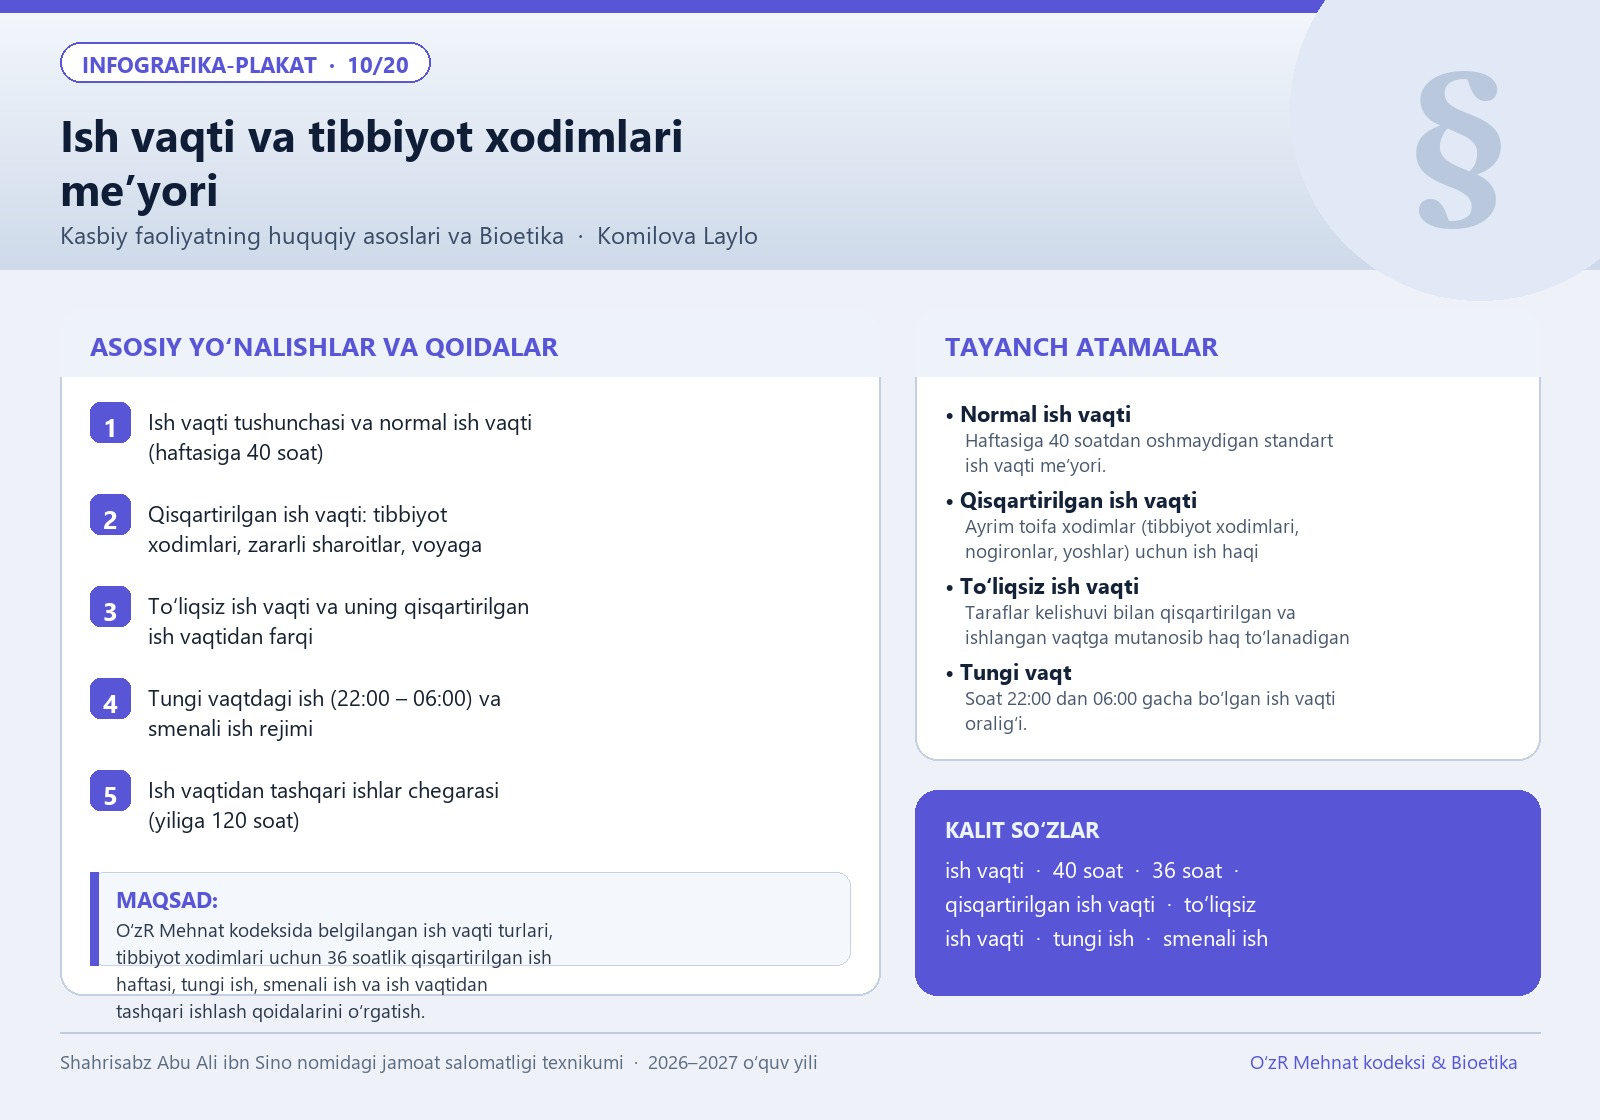 INFOGRAFIKA-PLAKAT · 10/20
§
Ish vaqti va tibbiyot xodimlari
me’yori
Kasbiy faoliyatning huquqiy asoslari va Bioetika · Komilova Laylo
ASOSIY YO‘NALISHLAR VA QOIDALAR
1 Ish vaqti tushunchasi va normal ish vaqti
(haftasiga 40 soat)
2 Qisqartirilgan ish vaqti: tibbiyot
xodimlari, zararli sharoitlar, voyaga
3 To‘liqsiz ish vaqti va uning qisqartirilgan
ish vaqtidan farqi
4 Tungi vaqtdagi ish (22:00 – 06:00) va
smenali ish rejimi
5 Ish vaqtidan tashqari ishlar chegarasi
(yiliga 120 soat)
MAQSAD:
O‘zR Mehnat kodeksida belgilangan ish vaqti turlari,
tibbiyot xodimlari uchun 36 soatlik qisqartirilgan ish
haftasi, tungi ish, smenali ish va ish vaqtidan
tashqari ishlash qoidalarini o‘rgatish.
TAYANCH ATAMALAR
• Normal ish vaqti
Haftasiga 40 soatdan oshmaydigan standart
ish vaqti me’yori.
• Qisqartirilgan ish vaqti
Ayrim toifa xodimlar (tibbiyot xodimlari,
nogironlar, yoshlar) uchun ish haqi
• To‘liqsiz ish vaqti
Taraflar kelishuvi bilan qisqartirilgan va
ishlangan vaqtga mutanosib haq to‘lanadigan
• Tungi vaqt
Soat 22:00 dan 06:00 gacha bo‘lgan ish vaqti
oralig‘i.
KALIT SO‘ZLAR
ish vaqti · 40 soat · 36 soat ·
qisqartirilgan ish vaqti · to‘liqsiz
ish vaqti · tungi ish · smenali ish
Shahrisabz Abu Ali ibn Sino nomidagi jamoat salomatligi texnikumi · 2026–2027 o‘quv yili
O‘zR Mehnat kodeksi & Bioetika